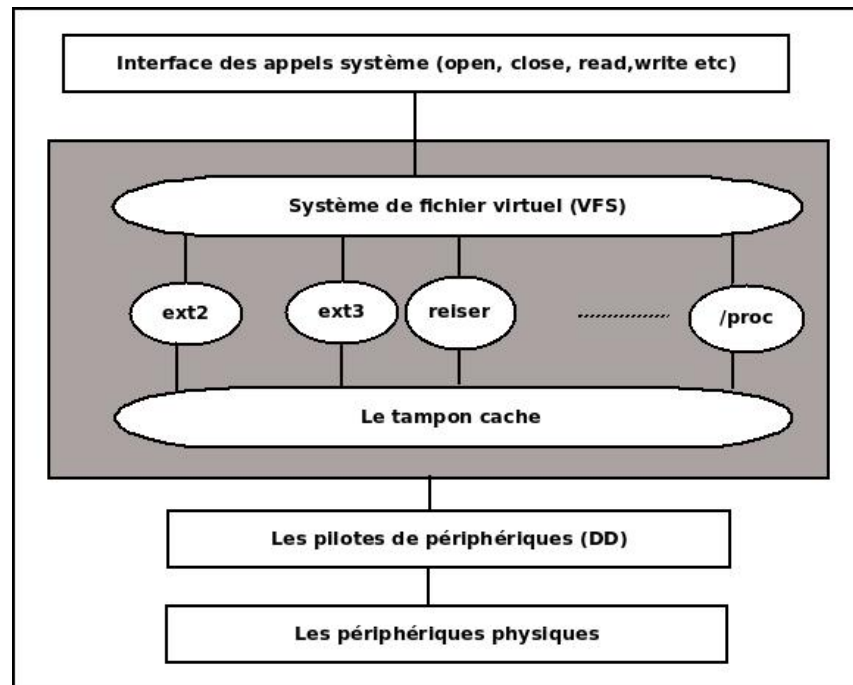 Interface des appels système (open, close, read,write etc)
Système de fichier virtuel (VFS)
ext2
ext3
reiser
/proc
Le tampon cache
Les pilotes de périphériques (DD)
Les périphériques physiques